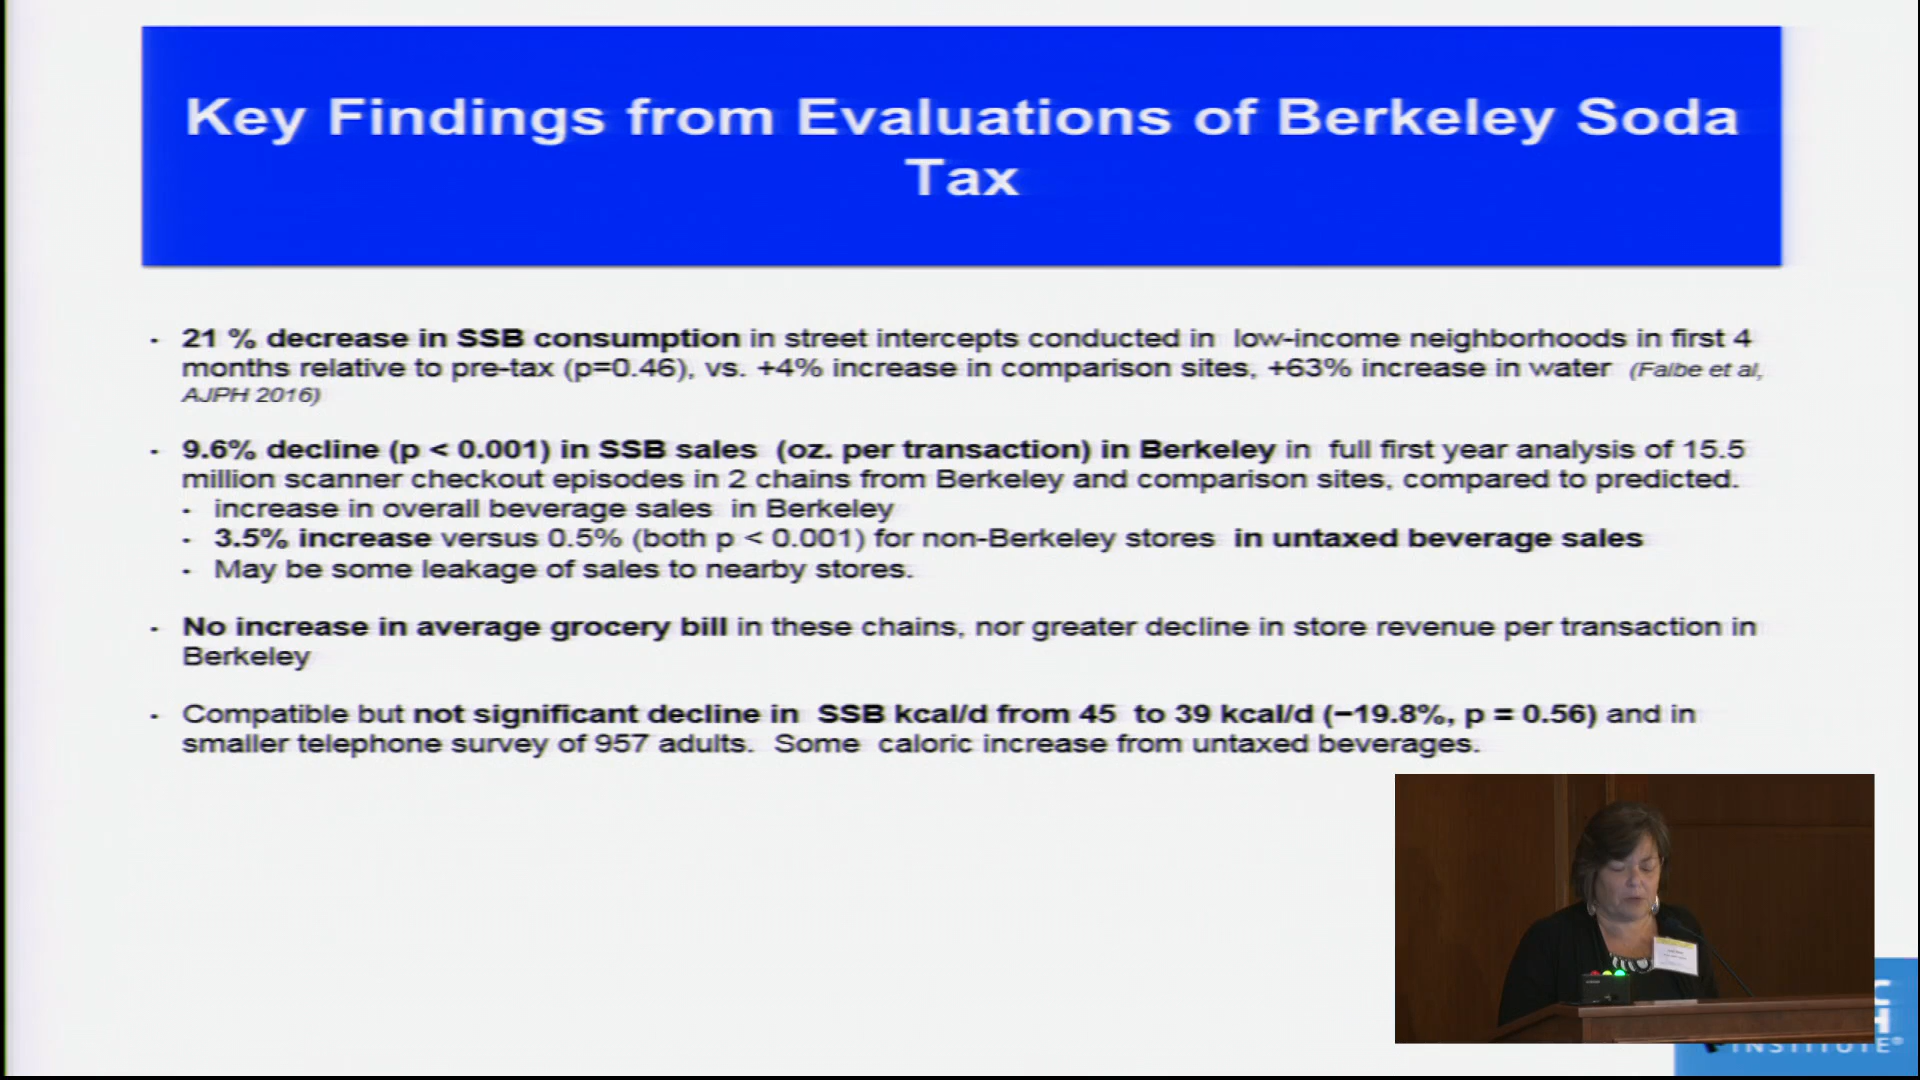 Key Findings from Evaluations of Berkeley Soda
Tax
· 21 % decrease in SSB consumption in street intercepts conducted in low-income neighborhoods in first 4
months relative to pre-tax (p=0.46), vs. +4% increase in comparison sites, +63% increase in water (Falbe et al,
AJPH 2016)
· 9.6% decline (p < 0.001) in SSB sales (oz. per transaction) in Berkeley in full first year analysis of 15.5
million scanner checkout episodes in 2 chains from Berkeley and comparison sites, compared to predicted.
· increase in overall beverage sales in Berkeley
· 3.5% increase versus 0.5% (both p < 0.001) for non-Berkeley stores in untaxed beverage sales
· May be some leakage of sales to nearby stores.
· No increase in average grocery bill in these chains, nor greater decline in store revenue per transaction in
Berkeley
· Compatible but not significant decline in SSB kcal/d from 45 to 39 kcal/d (−19.8%, p = 0.56) and in
smaller telephone survey of 957 adults. Some caloric increase from untaxed beverages.
C
H
INSTITUTE®